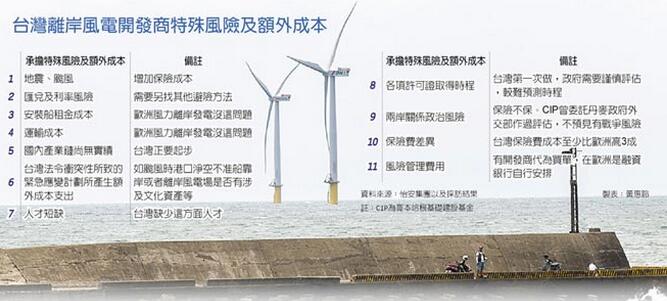 台灣離岸風電開發商特殊風險及額外成本
承擔特殊風險及額外成本 備註
1 地震、颱風 增加保險成本
2 匯兌及利率風險 需要另找其他避險方法
3 安裝船租金成本 歐洲風力離岸發電沒這問題
4 運輸成本 歐洲風力離岸發電沒這問題
5 國內產業鏈尚無實績 台灣正要起步
6 台灣法令衝突性所致的 如颱風時港口淨空不准船靠
緊急應變計劃所產生額 岸或者離岸風電場是否有涉
外成本支出 及文化資產等
7 人才短缺 台灣缺少這方面人才
承擔特殊風險及額外成本 備註
8 各項許可證取得時程 台灣第一次做，政府需要謹慎評估
，較難預測時程
9 兩岸關係政治風險 保險不保、CIP曾委託丹麥政府外
交部作過評估，不預見有戰爭風險
10 保險費差異 台灣保險費成本至少比歐洲高3成
11 風險管理費用 有開發商代為買單，在歐洲是融資
銀行自行安排
資料來源：怡安集團以及採訪結果 製表：黃惠聆
註：CIP為哥本哈根基礎建設基金